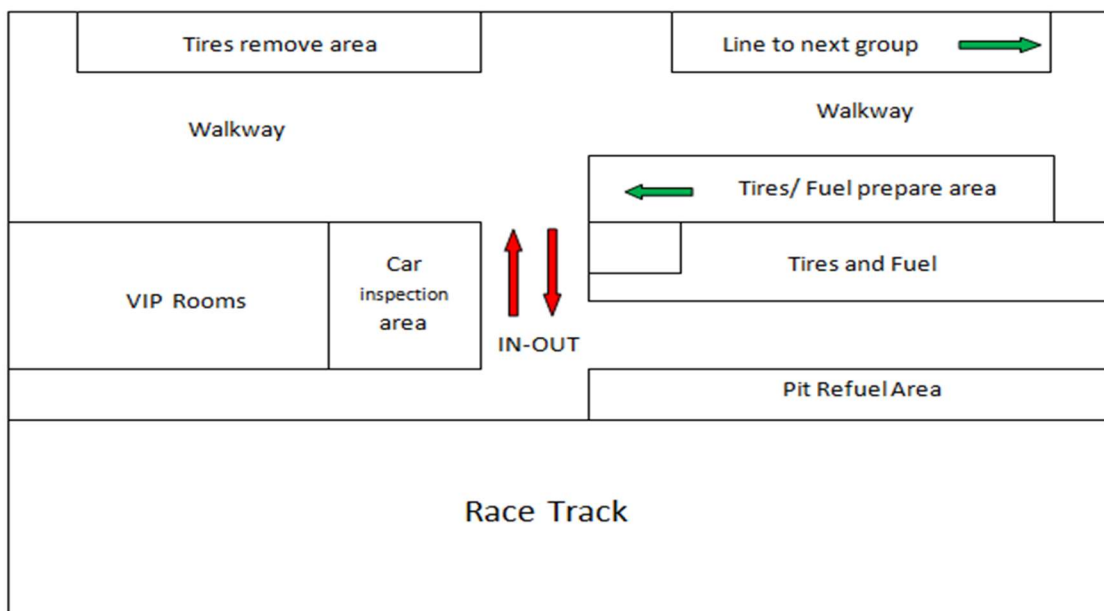 Tires remove area
Line to next group
Walkway
Walkway
Tires/ Fuel prepare area
VIP Rooms
Car
inspection
area
Tires and Fuel
IN-OUT
Pit Refuel Area
Race Track